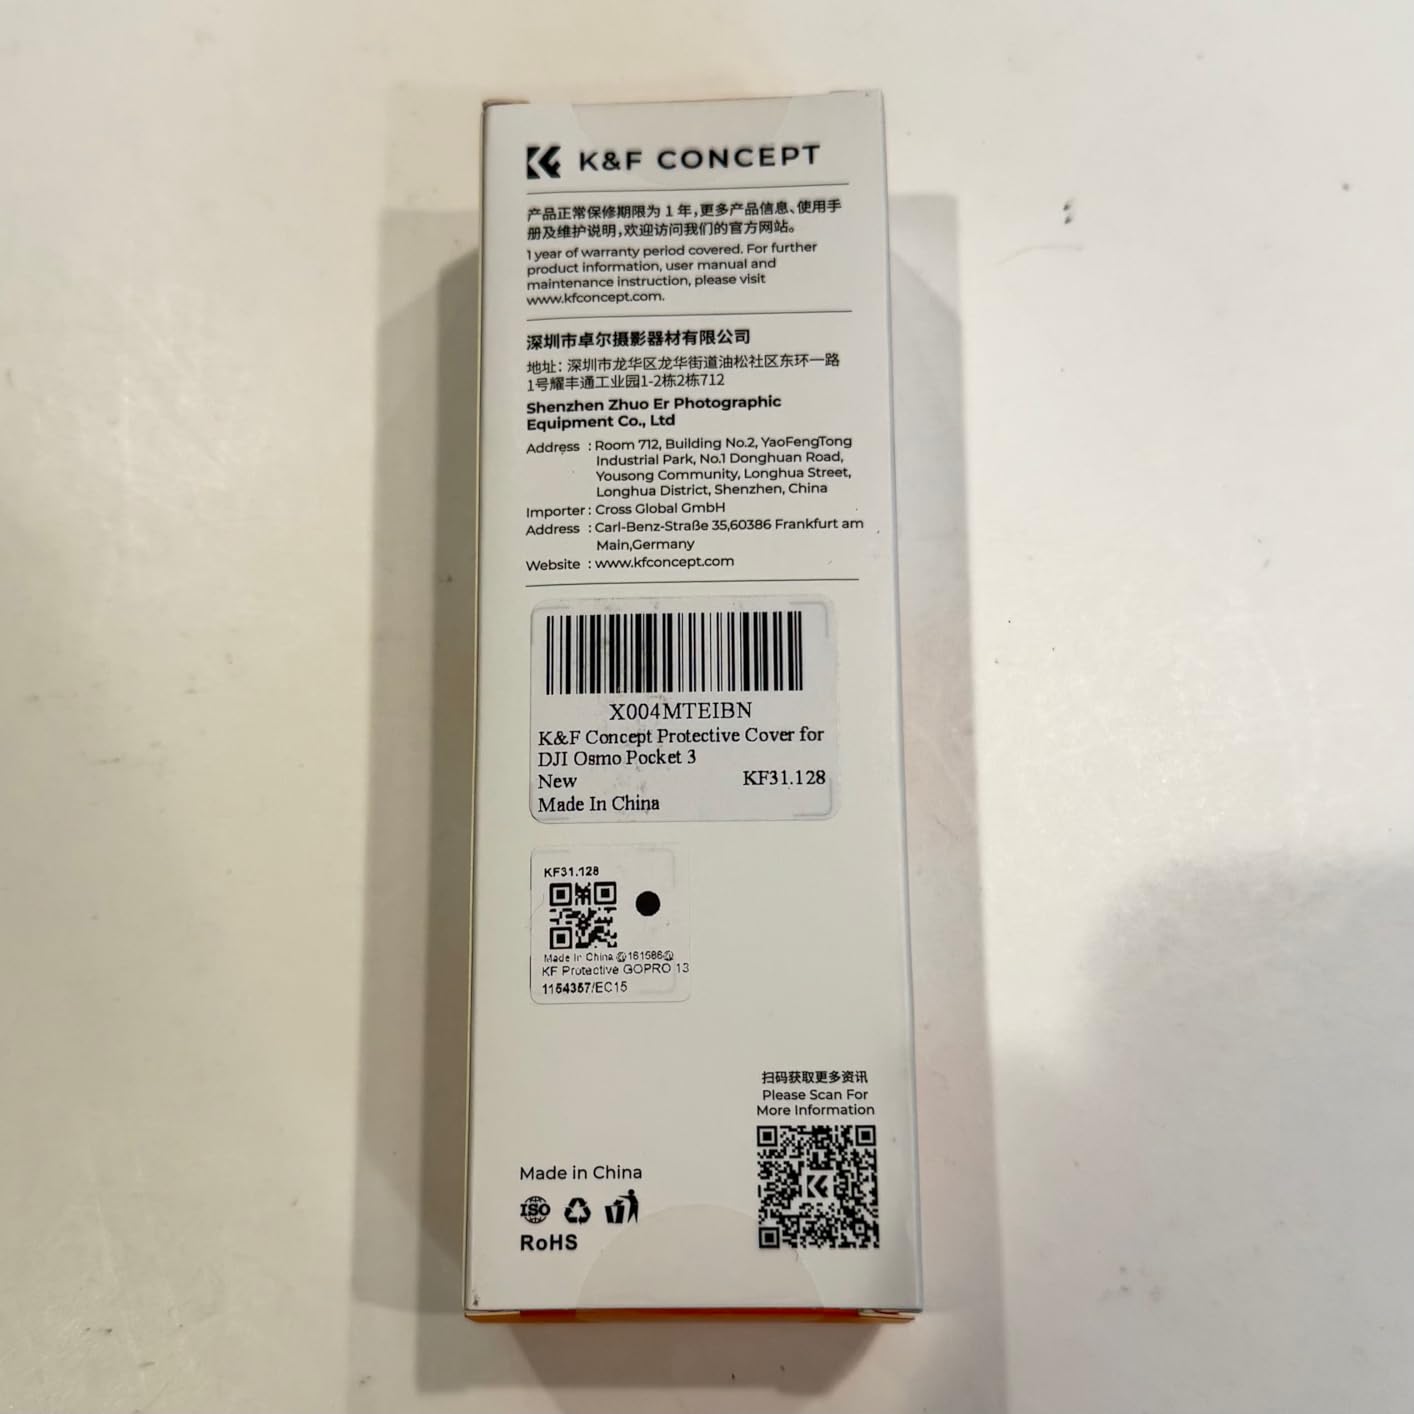 K&F CONCEPT
产品正常保修期限为 1 年,更多产品信息、使用手
册及维护说明,欢迎访问我们的官方网站。
1 year of warranty period covered. For further
product information, user manual and
maintenance instruction, please visit
www.kfconcept.com.
深圳市卓尔摄影器材有限公司
地址: 深圳市龙华区龙华街道油松社区东环一路
1号耀丰通工业园1-2栋2栋712
Shenzhen Zhuo Er Photographic
Equipment Co., Ltd
Address : Room 712, Building No.2, YaoFengTong
Industrial Park, No.1 Donghuan Road,
Yousong Community, Longhua Street,
Longhua District, Shenzhen, China
Importer : Cross Global GmbH
Address : Carl-Benz-Straße 35,60386 Frankfurt am
Main,Germany
Website : www.kfconcept.com
X004MTEIBN
K&F Concept Protective Cover for
DJI Osmo Pocket 3
New KF31.128
Made In China
KF31.128
Made In China @161586@
KF Protective GOPRO 13
1154357/EC15
扫码获取更多资讯
Please Scan For
More Information
Made in China
ISO
RoHS